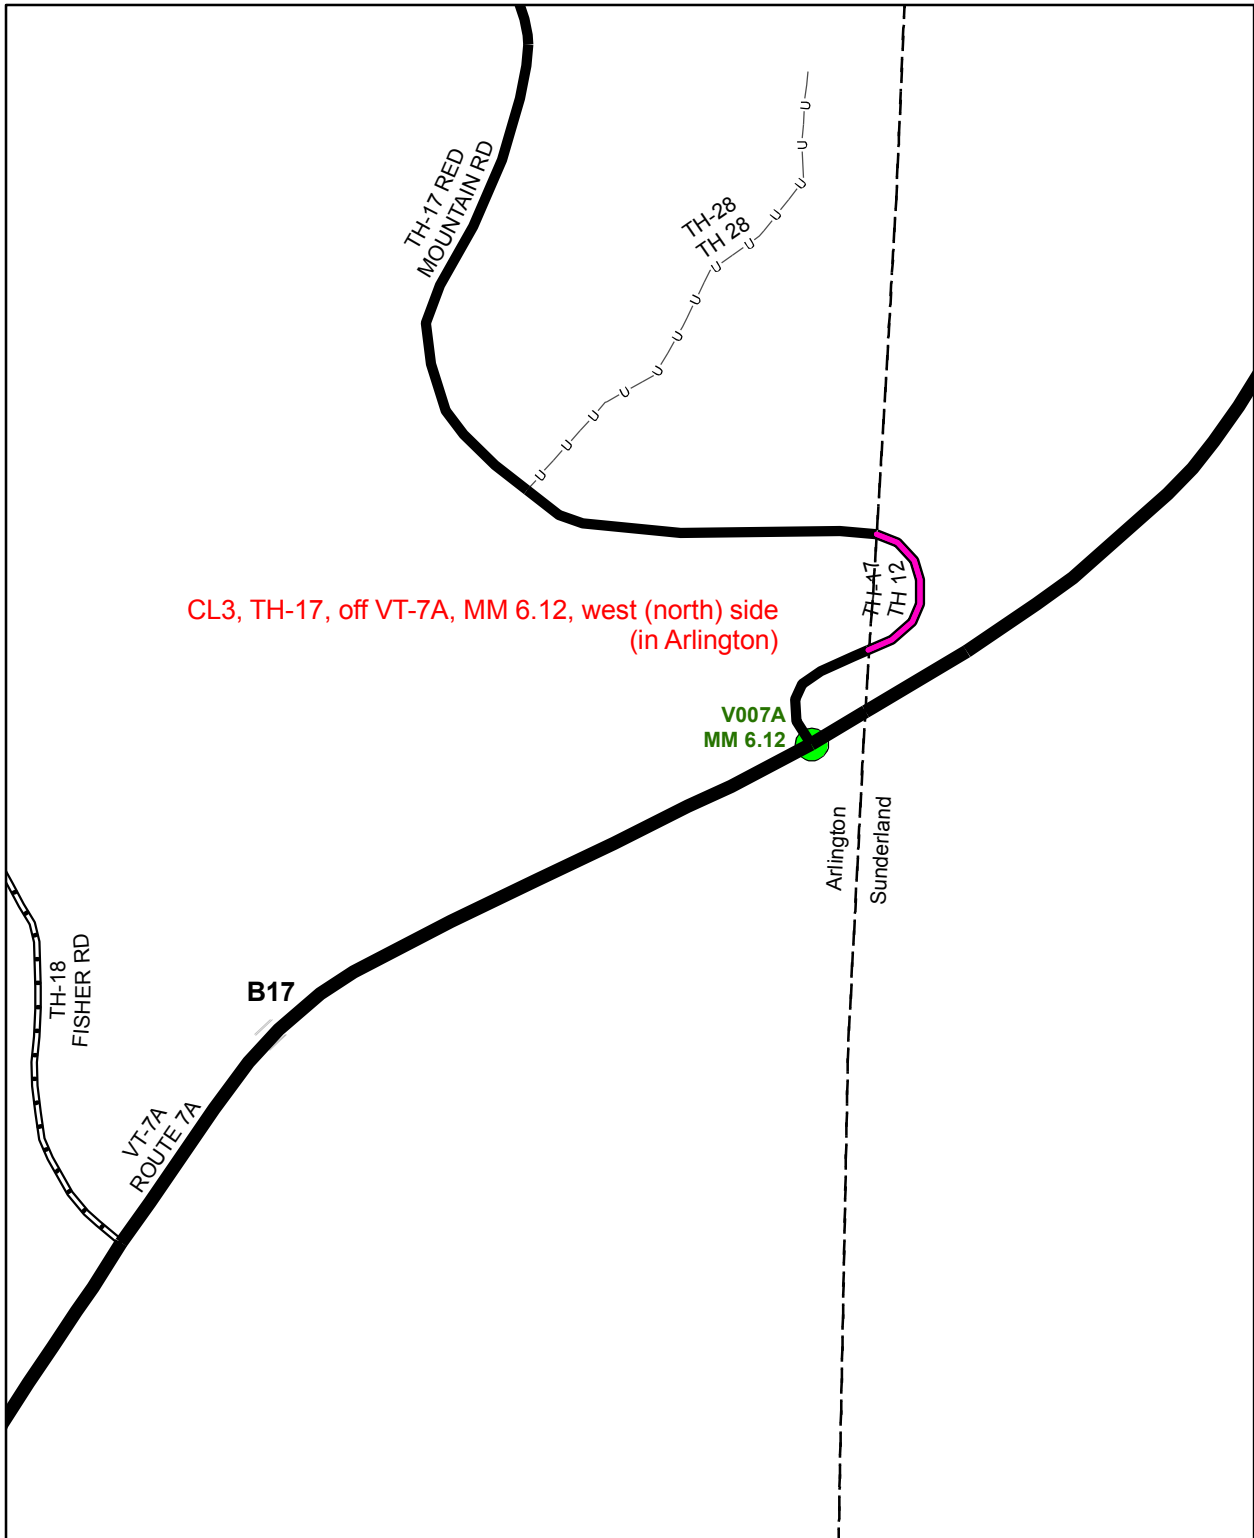 TH-17 RED
MOUNTAIN RD
TH-28
TH 28
U
U
U
U
U
U
U
U
U
U
U
U
U
U
TH-17
TH 12
CL3, TH-17, off VT-7A, MM 6.12, west (north) side
(in Arlington)
V007A
MM 6.12
Arlington
Sunderland
TH-18
FISHER RD
B17
VT-7A
ROUTE 7A